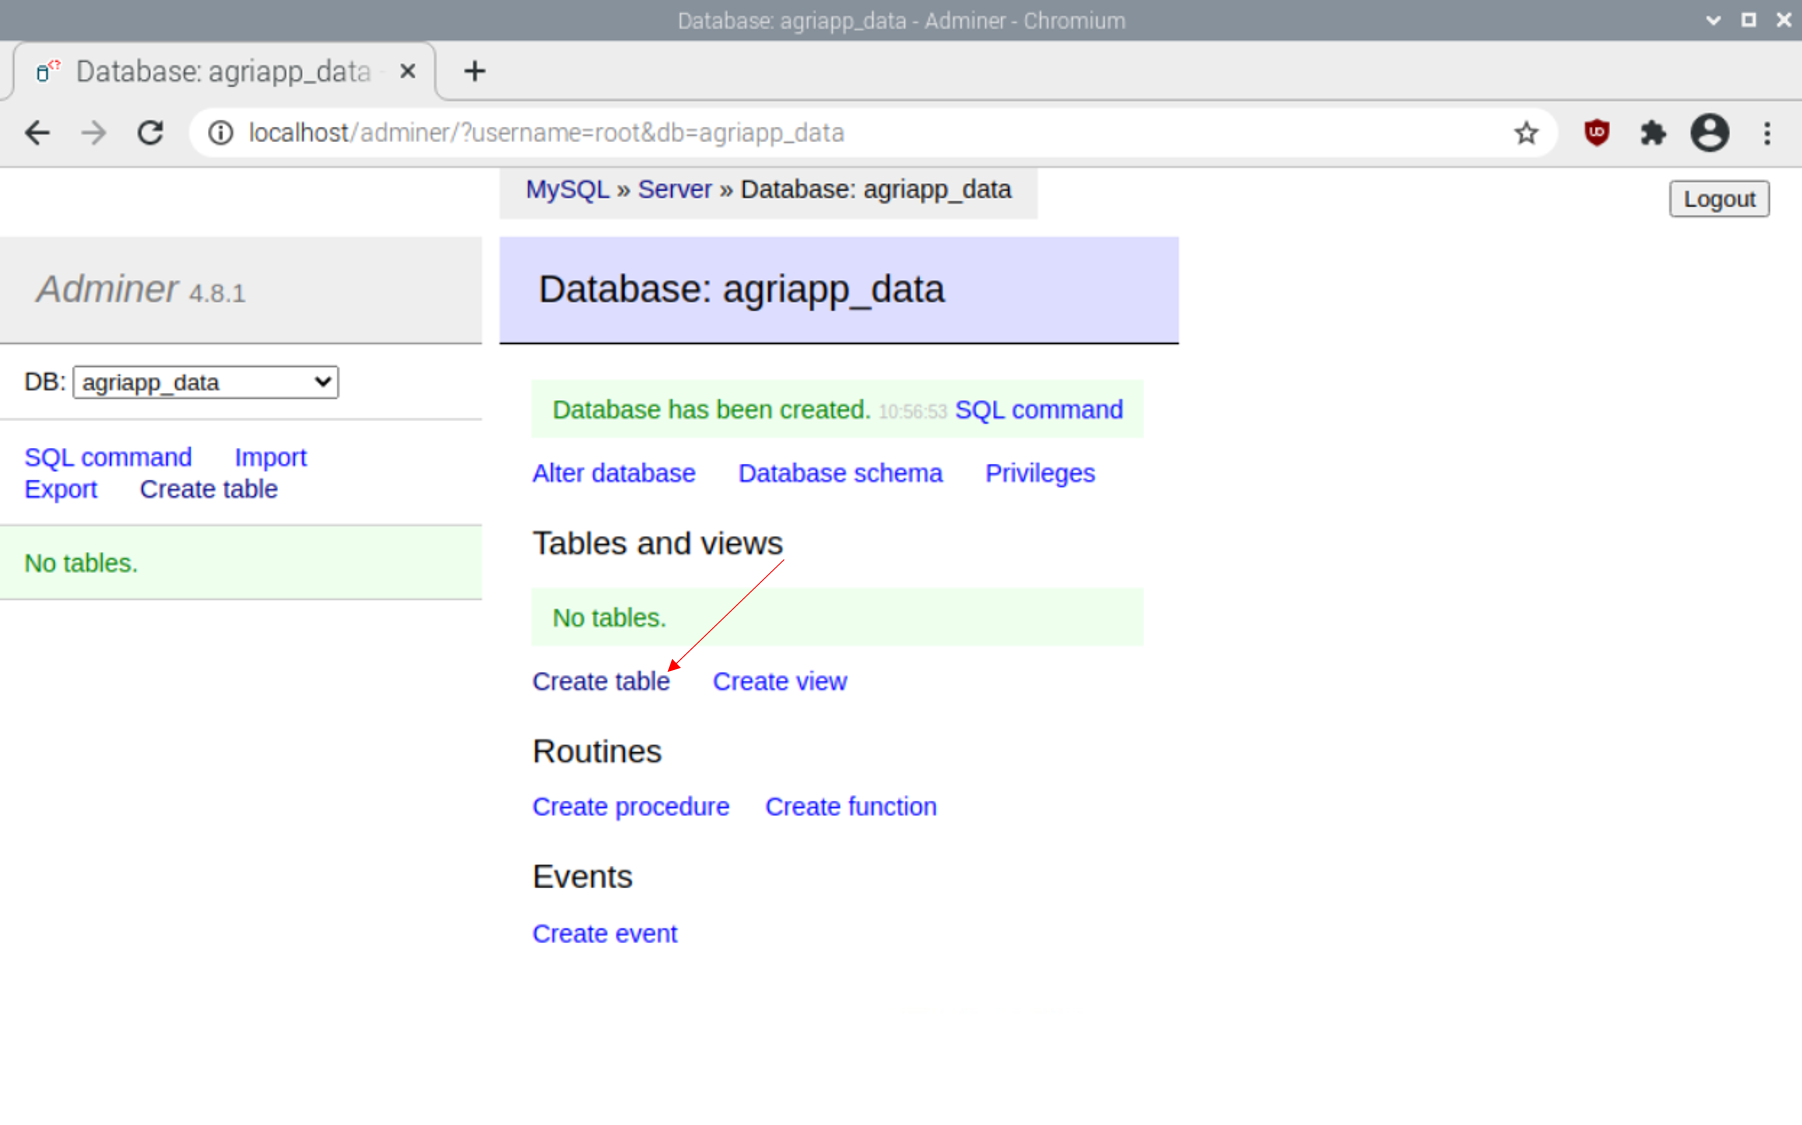 Database: agriapp_data - Adminer - Chromium
Database: agriapp_data
localhost/adminer/?username=root&db=agriapp_data
MySQL » Server » Database: agriapp_data
Logout
Adminer 4.8.1
DB: agriapp_data
SQL command Import
Export Create table
No tables.
Database: agriapp_data
Database has been created. 10:56:53 SQL command
Alter database Database schema Privileges
Tables and views
No tables.
Create table Create view
Routines
Create procedure Create function
Events
Create event